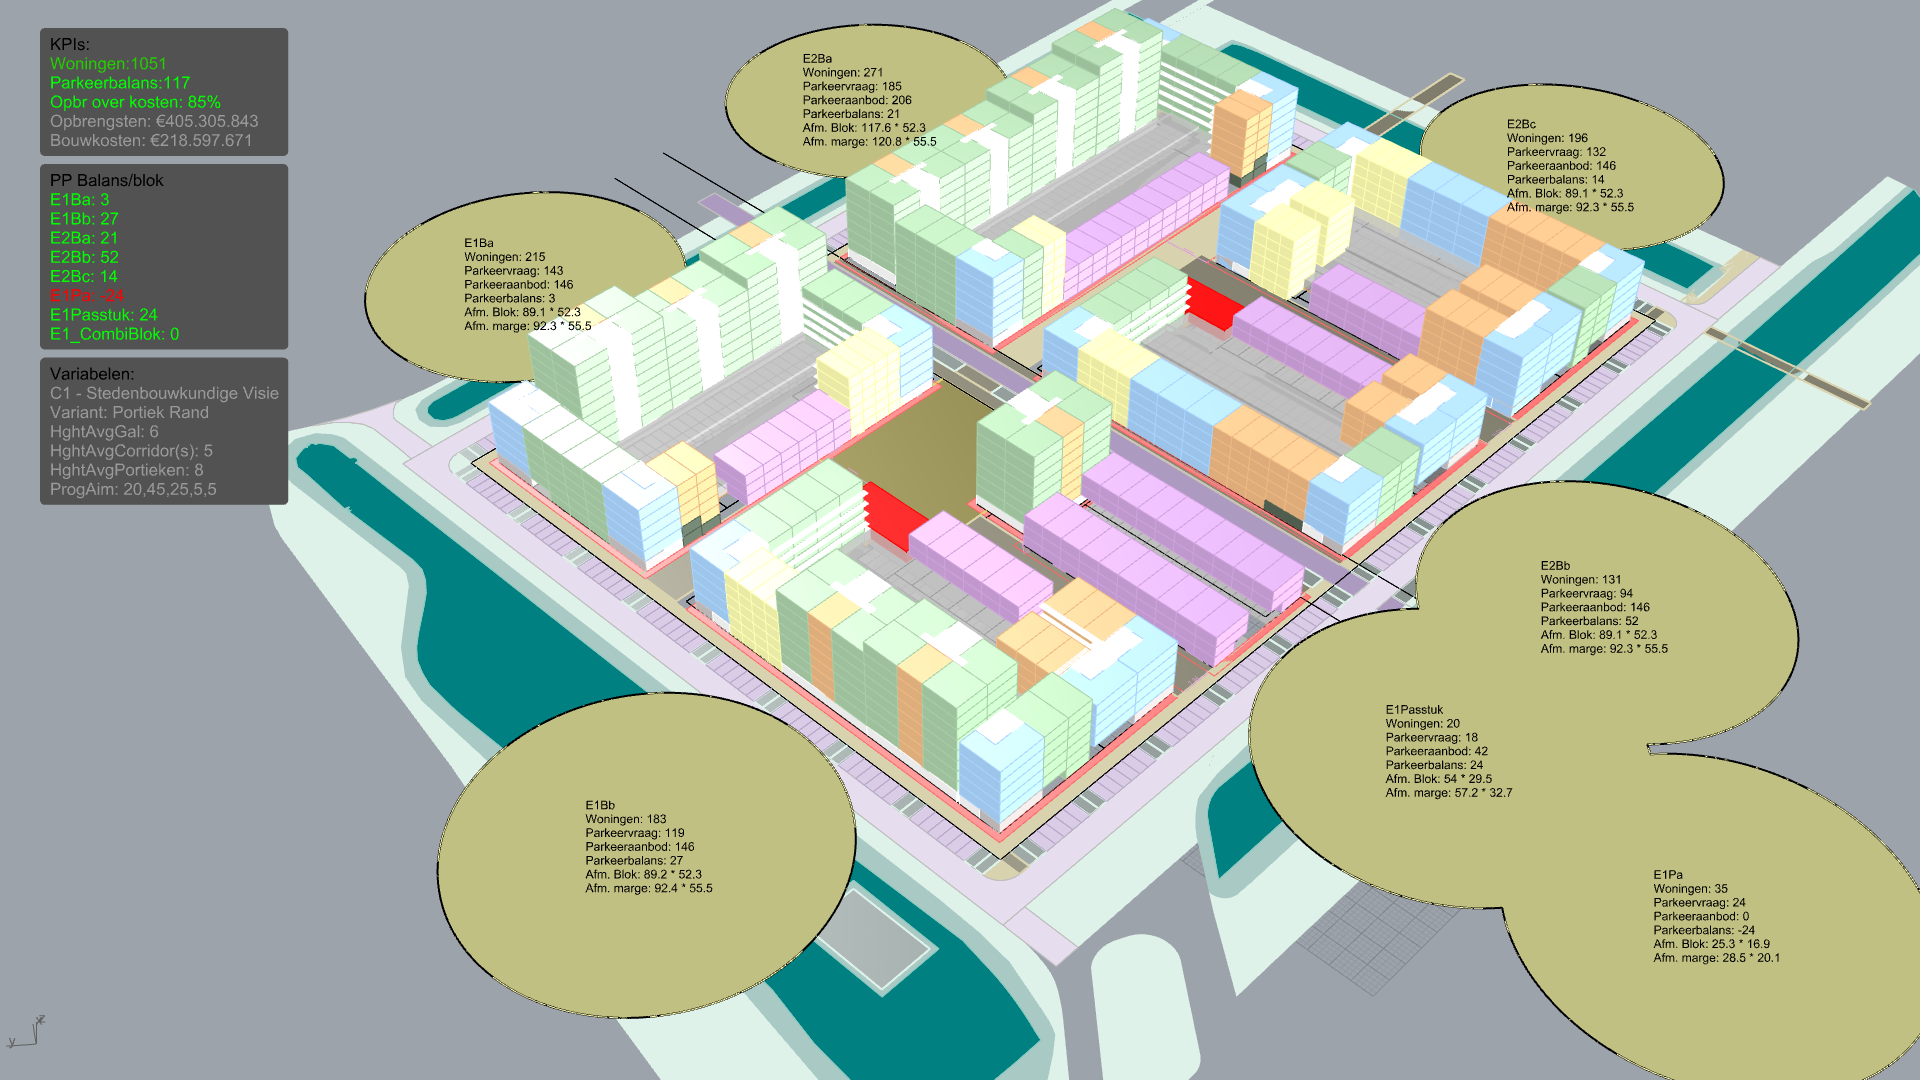 KPIs:
Woningen:1051
Parkeerbalans:117
Opbr over kosten: 85%
Opbrengsten: €405.305.843
Bouwkosten: €218.597.671
PP Balans/blok
E1Ba: 3
E1Bb: 27
E2Ba: 21
E2Bb: 52
E2Bc: 14
E1Pa: -24
E1Passtuk: 24
E1_CombiBlok: 0
Variabelen:
C1 - Stedenbouwkundige Visie
Variant: Portiek Rand
HghtAvgGal: 6
HghtAvgCorridor(s): 5
HghtAvgPortieken: 8
ProgAim: 20,45,25,5,5
E2Ba
Woningen: 271
Parkeervraag: 185
Parkeeraanbod: 206
Parkeerbalans: 21
Afm. Blok: 117.6 * 52.3
Afm. marge: 120.8 * 55.5
E2Bc
Woningen: 196
Parkeervraag: 132
Parkeeraanbod: 146
Parkeerbalans: 14
Afm. Blok: 89.1 * 52.3
Afm. marge: 92.3 * 55.5
E1Ba
Woningen: 215
Parkeervraag: 143
Parkeeraanbod: 146
Parkeerbalans: 3
Afm. Blok: 89.1 * 52.3
Afm. marge: 92.3 * 55.5
E2Bb
Woningen: 131
Parkeervraag: 94
Parkeeraanbod: 146
Parkeerbalans: 52
Afm. Blok: 89.1 * 52.3
Afm. marge: 92.3 * 55.5
E1Passtuk
Woningen: 20
Parkeervraag: 18
Parkeeraanbod: 42
Parkeerbalans: 24
Afm. Blok: 54 * 29.5
Afm. marge: 57.2 * 32.7
E1Bb
Woningen: 183
Parkeervraag: 119
Parkeeraanbod: 146
Parkeerbalans: 27
Afm. Blok: 89.2 * 52.3
Afm. marge: 92.4 * 55.5
E1Pa
Woningen: 35
Parkeervraag: 24
Parkeeraanbod: 0
Parkeerbalans: -24
Afm. Blok: 25.3 * 16.9
Afm. marge: 28.5 * 20.1
z
y